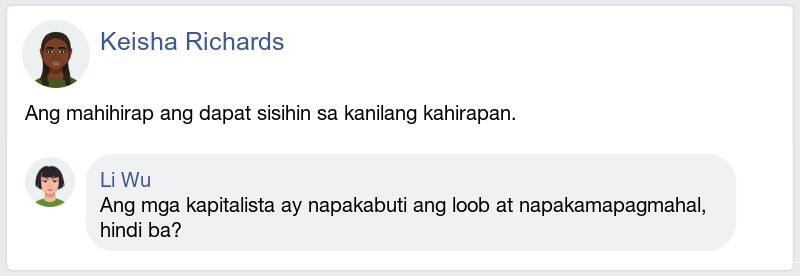 Keisha Richards
Ang mahihirap ang dapat sisihin sa kanilang kahirapan.
Li Wu
Ang mga kapitalista ay napakabuti ang loob at napakamapagmahal,
hindi ba?